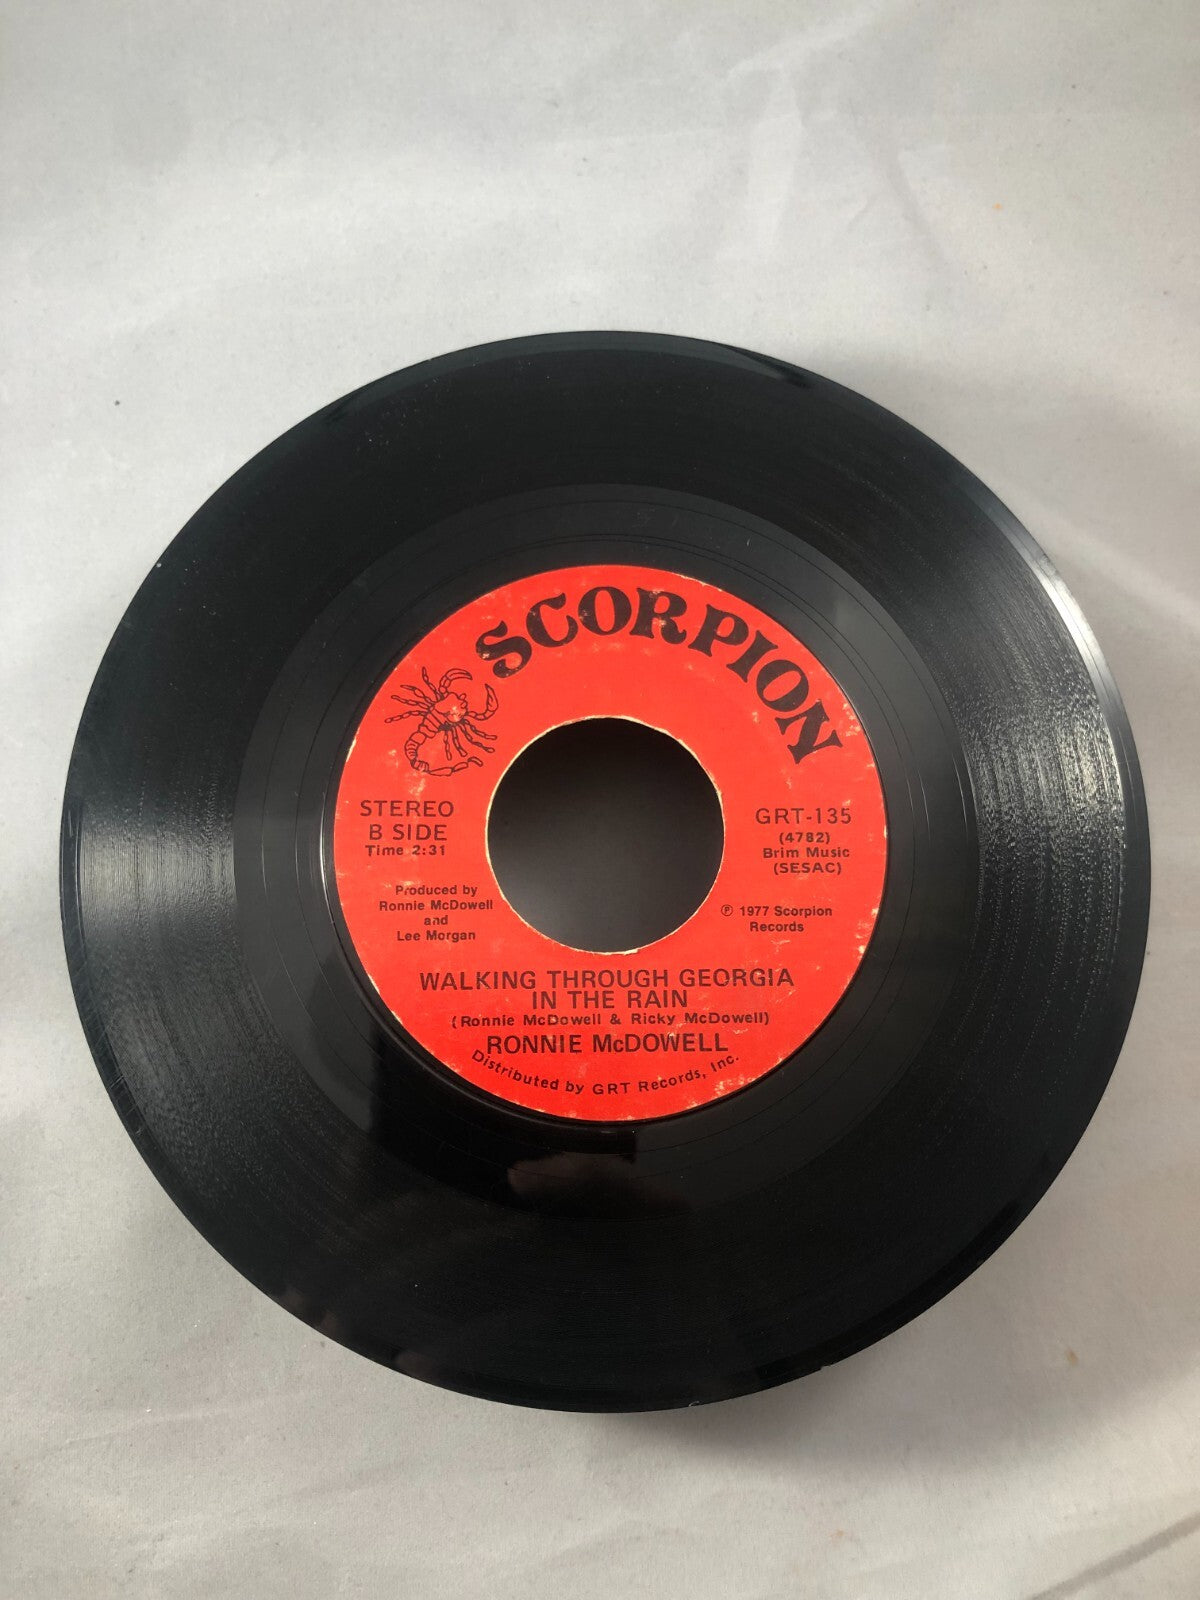 SCORPION
STEREO
B SIDE
Time 2:31
Produced by
Ronnie McDowell
and
Lee Morgan
GRT-135
(4782)
Brim Music
(SESAC)
℗ 1977 Scorpion
Records
WALKING THROUGH GEORGIA
IN THE RAIN
(Ronnie McDowell & Ricky McDowell)
RONNIE McDOWELL
Distributed by GRT Records, Inc.